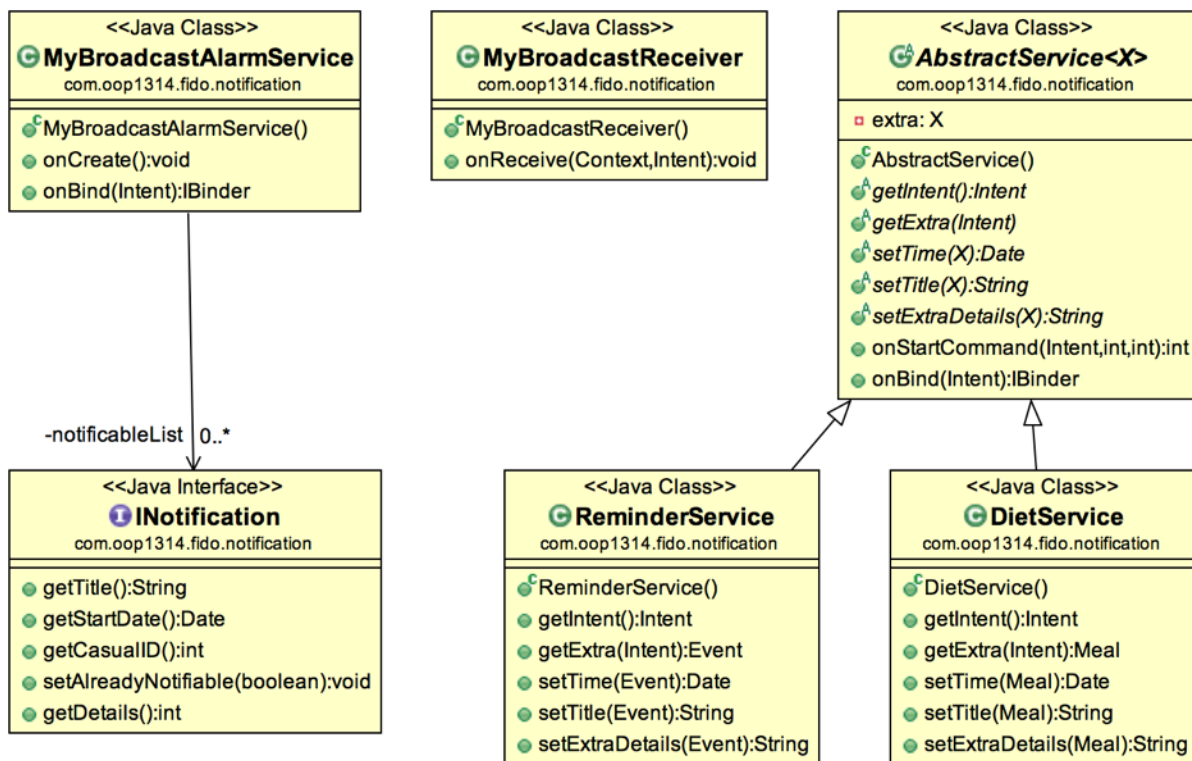 <<Java Class>>
MyBroadcastAlarmService
com.oop1314.fido.notification
MyBroadcastAlarmService()
onCreate():void
onBind(Intent):IBinder
<<Java Class>>
MyBroadcastReceiver
com.oop1314.fido.notification
MyBroadcastReceiver()
onReceive(Context,Intent):void
<<Java Class>>
AbstractService<X>
com.oop1314.fido.notification
extra: X
AbstractService()
getIntent():Intent
getExtra(Intent)
setTime(X):Date
setTitle(X):String
setExtraDetails(X):String
onStartCommand(Intent,int,int):int
onBind(Intent):IBinder
-notificableList 0..*
<<Java Interface>>
INotification
com.oop1314.fido.notification
getTitle():String
getStartDate():Date
getCasualID():int
setAlreadyNotifiable(boolean):void
getDetails():int
<<Java Class>>
ReminderService
com.oop1314.fido.notification
ReminderService()
getIntent():Intent
getExtra(Intent):Event
setTime(Event):Date
setTitle(Event):String
setExtraDetails(Event):String
<<Java Class>>
DietService
com.oop1314.fido.notification
DietService()
getIntent():Intent
getExtra(Intent):Meal
setTime(Meal):Date
setTitle(Meal):String
setExtraDetails(Meal):String